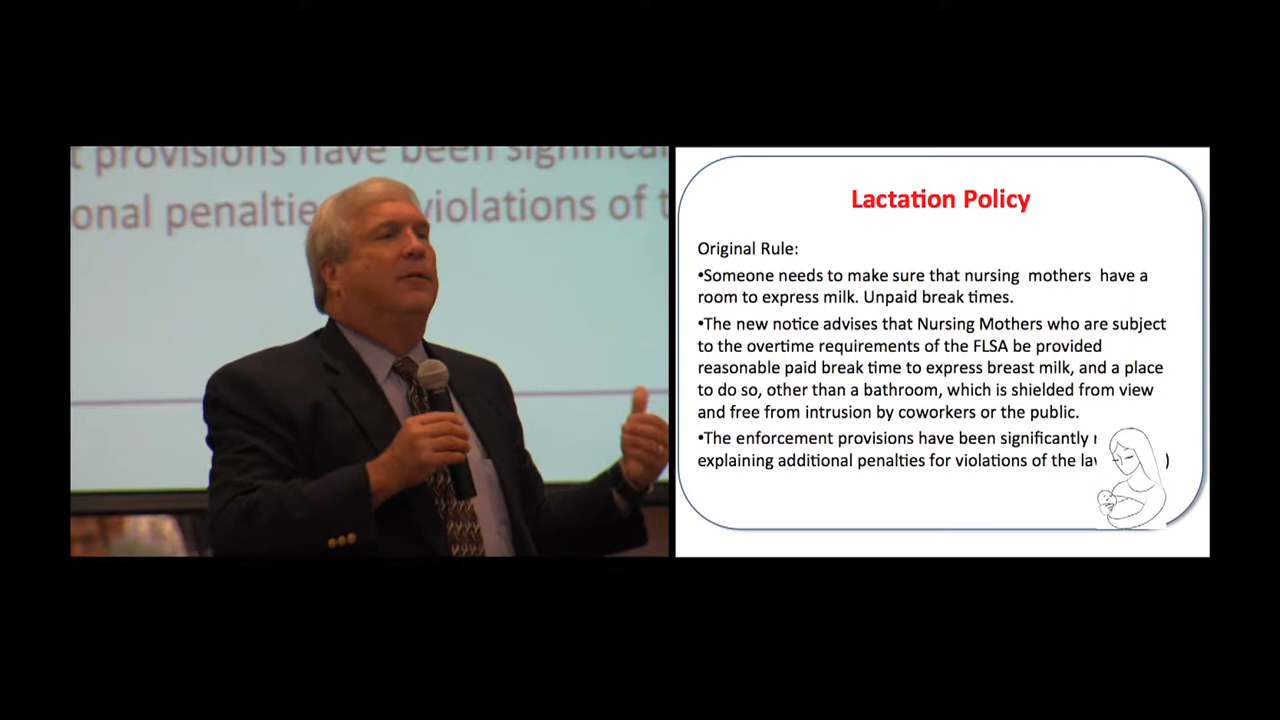 t provisions have been significa
onal penaltie violations of t
Lactation Policy
Original Rule:
•Someone needs to make sure that nursing mothers have a
room to express milk. Unpaid break times.
•The new notice advises that Nursing Mothers who are subject
to the overtime requirements of the FLSA be provided
reasonable paid break time to express breast milk, and a place
to do so, other than a bathroom, which is shielded from view
and free from intrusion by coworkers or the public.
•The enforcement provisions have been significantly
explaining additional penalties for violations of the la )